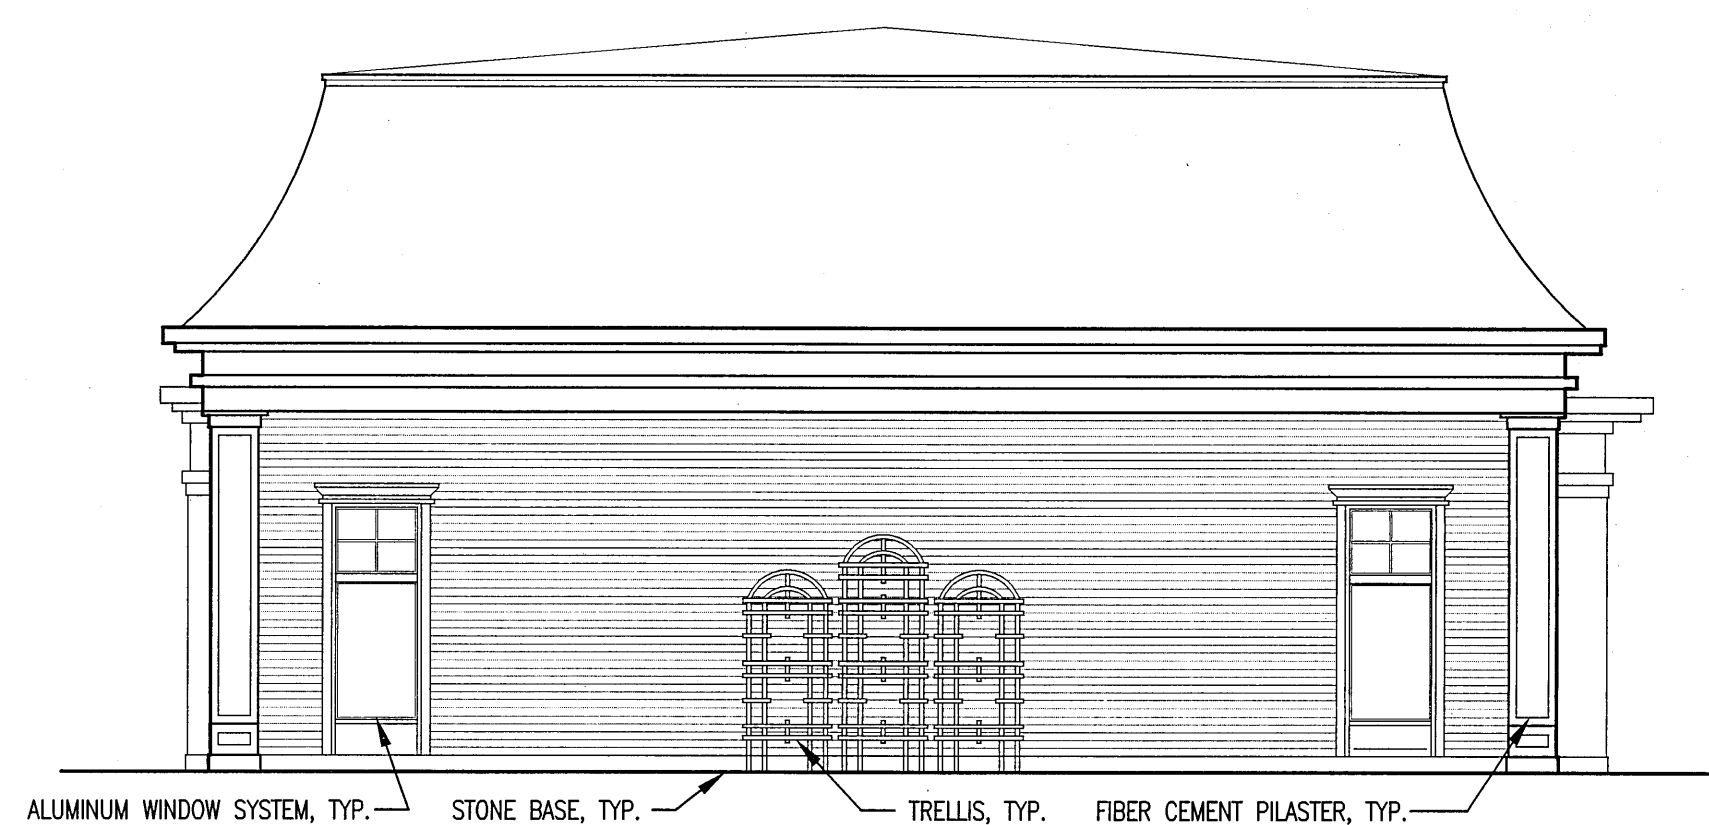 ALUMINUM WINDOW SYSTEM, TYP. STONE BASE, TYP. TRELLIS, TYP. FIBER CEMENT PILASTER, TYP.